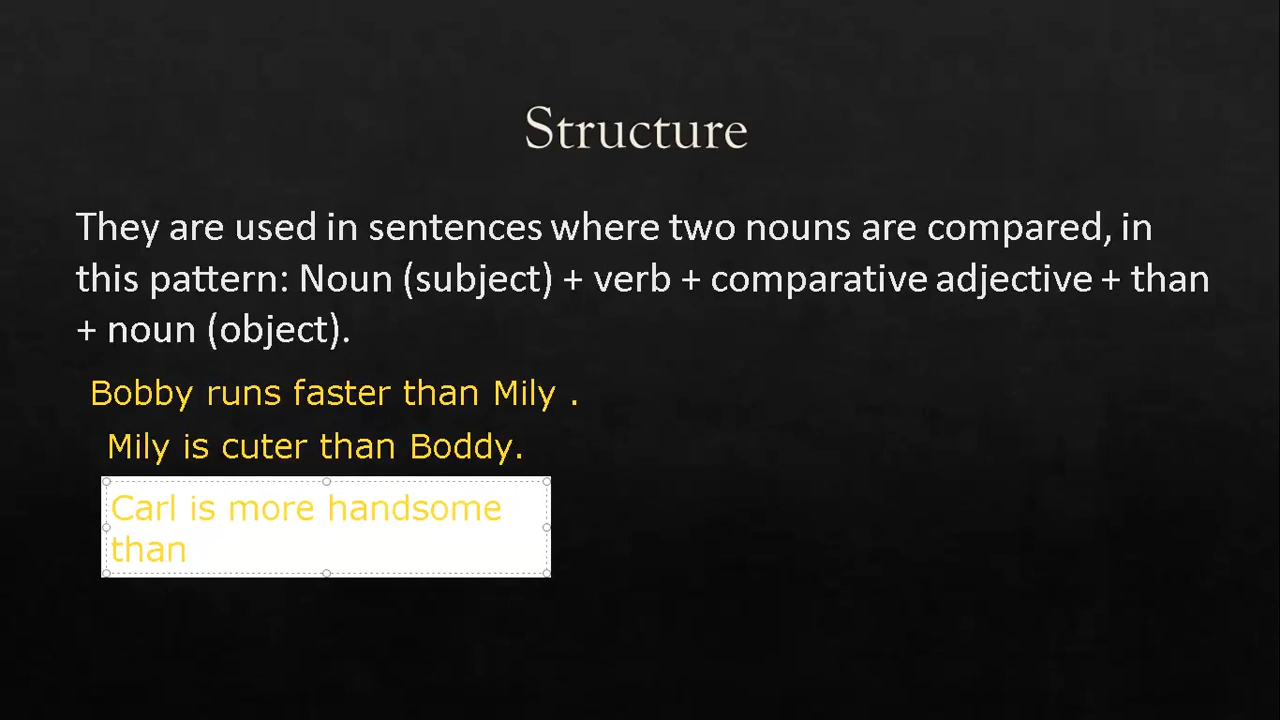 Structure
They are used in sentences where two nouns are compared, in
this pattern: Noun (subject) + verb + comparative adjective + than
+ noun (object).
Bobby runs faster than Mily .
Mily is cuter than Boddy.
Carl is more handsome
than